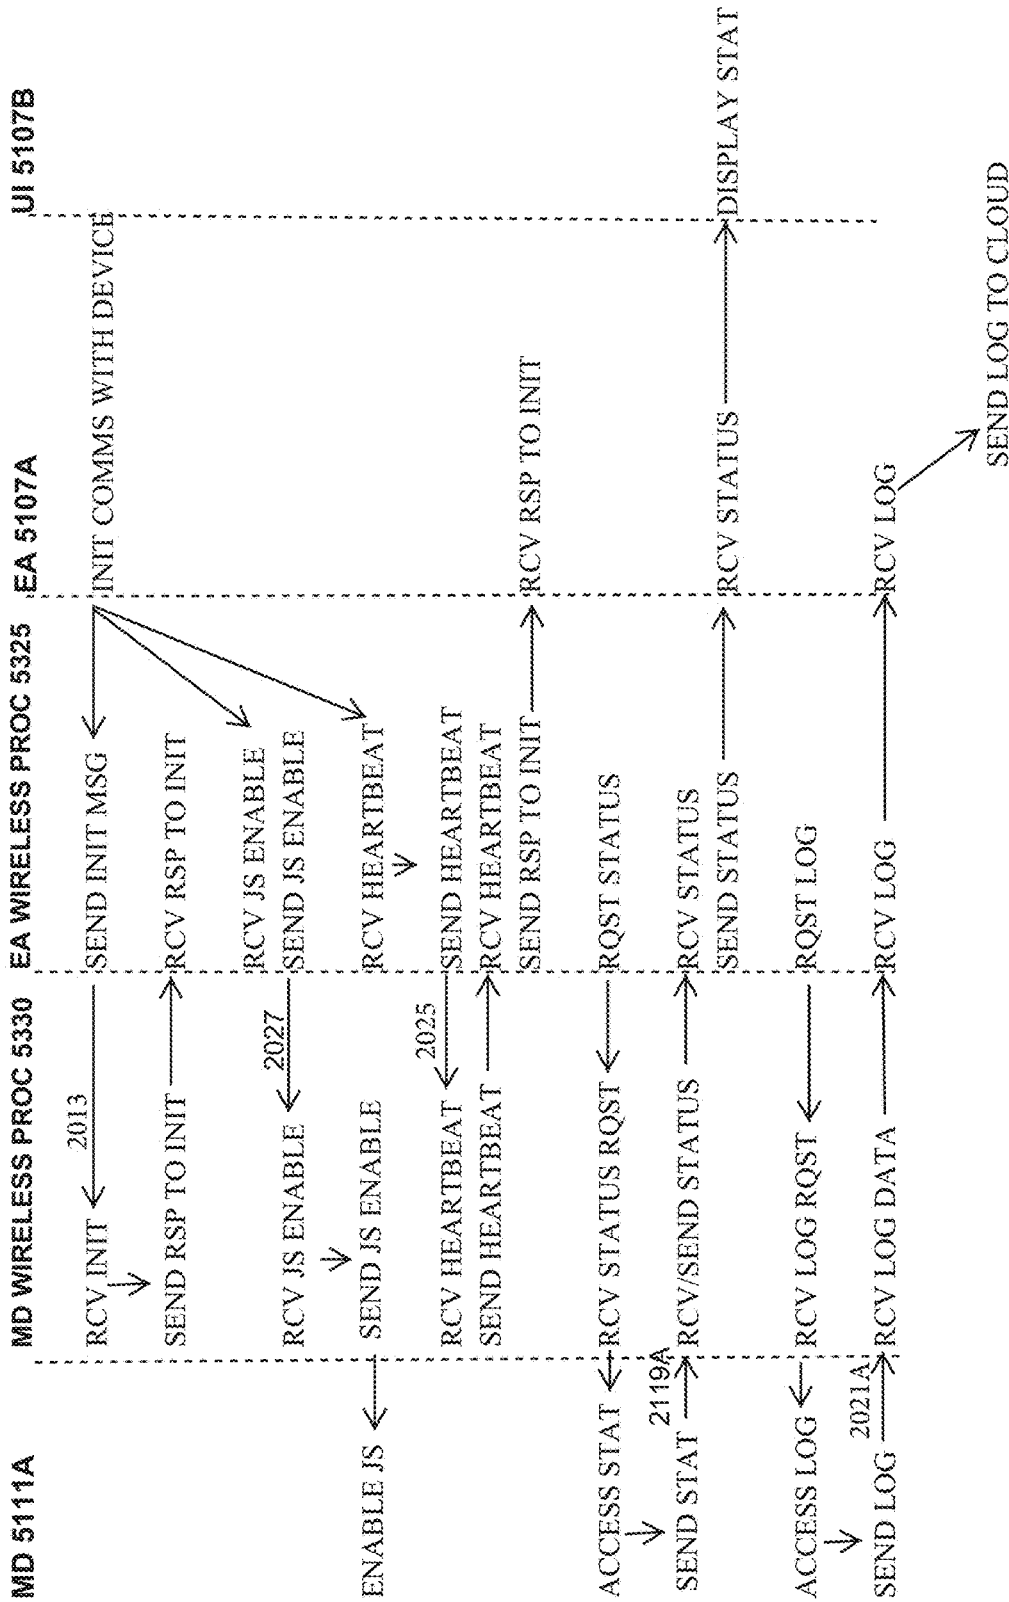 MD 5111A
MD WIRELESS PROC 5330
EA WIRELESS PROC 5325
EA 5107A
UI 5107B
INIT COMMS WITH DEVICE
SEND INIT MSG
2013
RCV INIT
SEND RSP TO INIT
RCV RSP TO INIT
RCV JS ENABLE
SEND JS ENABLE
2027
RCV JS ENABLE
SEND JS ENABLE
ENABLE JS
RCV HEARTBEAT
SEND HEARTBEAT
2025
RCV HEARTBEAT
SEND HEARTBEAT
RCV HEARTBEAT
SEND RSP TO INIT
RCV RSP TO INIT
RQST STATUS
RCV STATUS RQST
ACCESS STAT
SEND STAT
2119A
RCV/SEND STATUS
RCV STATUS
SEND STATUS
RCV STATUS
DISPLAY STAT
RQST LOG
RCV LOG RQST
ACCESS LOG
SEND LOG
2021A
RCV LOG DATA
RCV LOG
RCV LOG
SEND LOG TO CLOUD